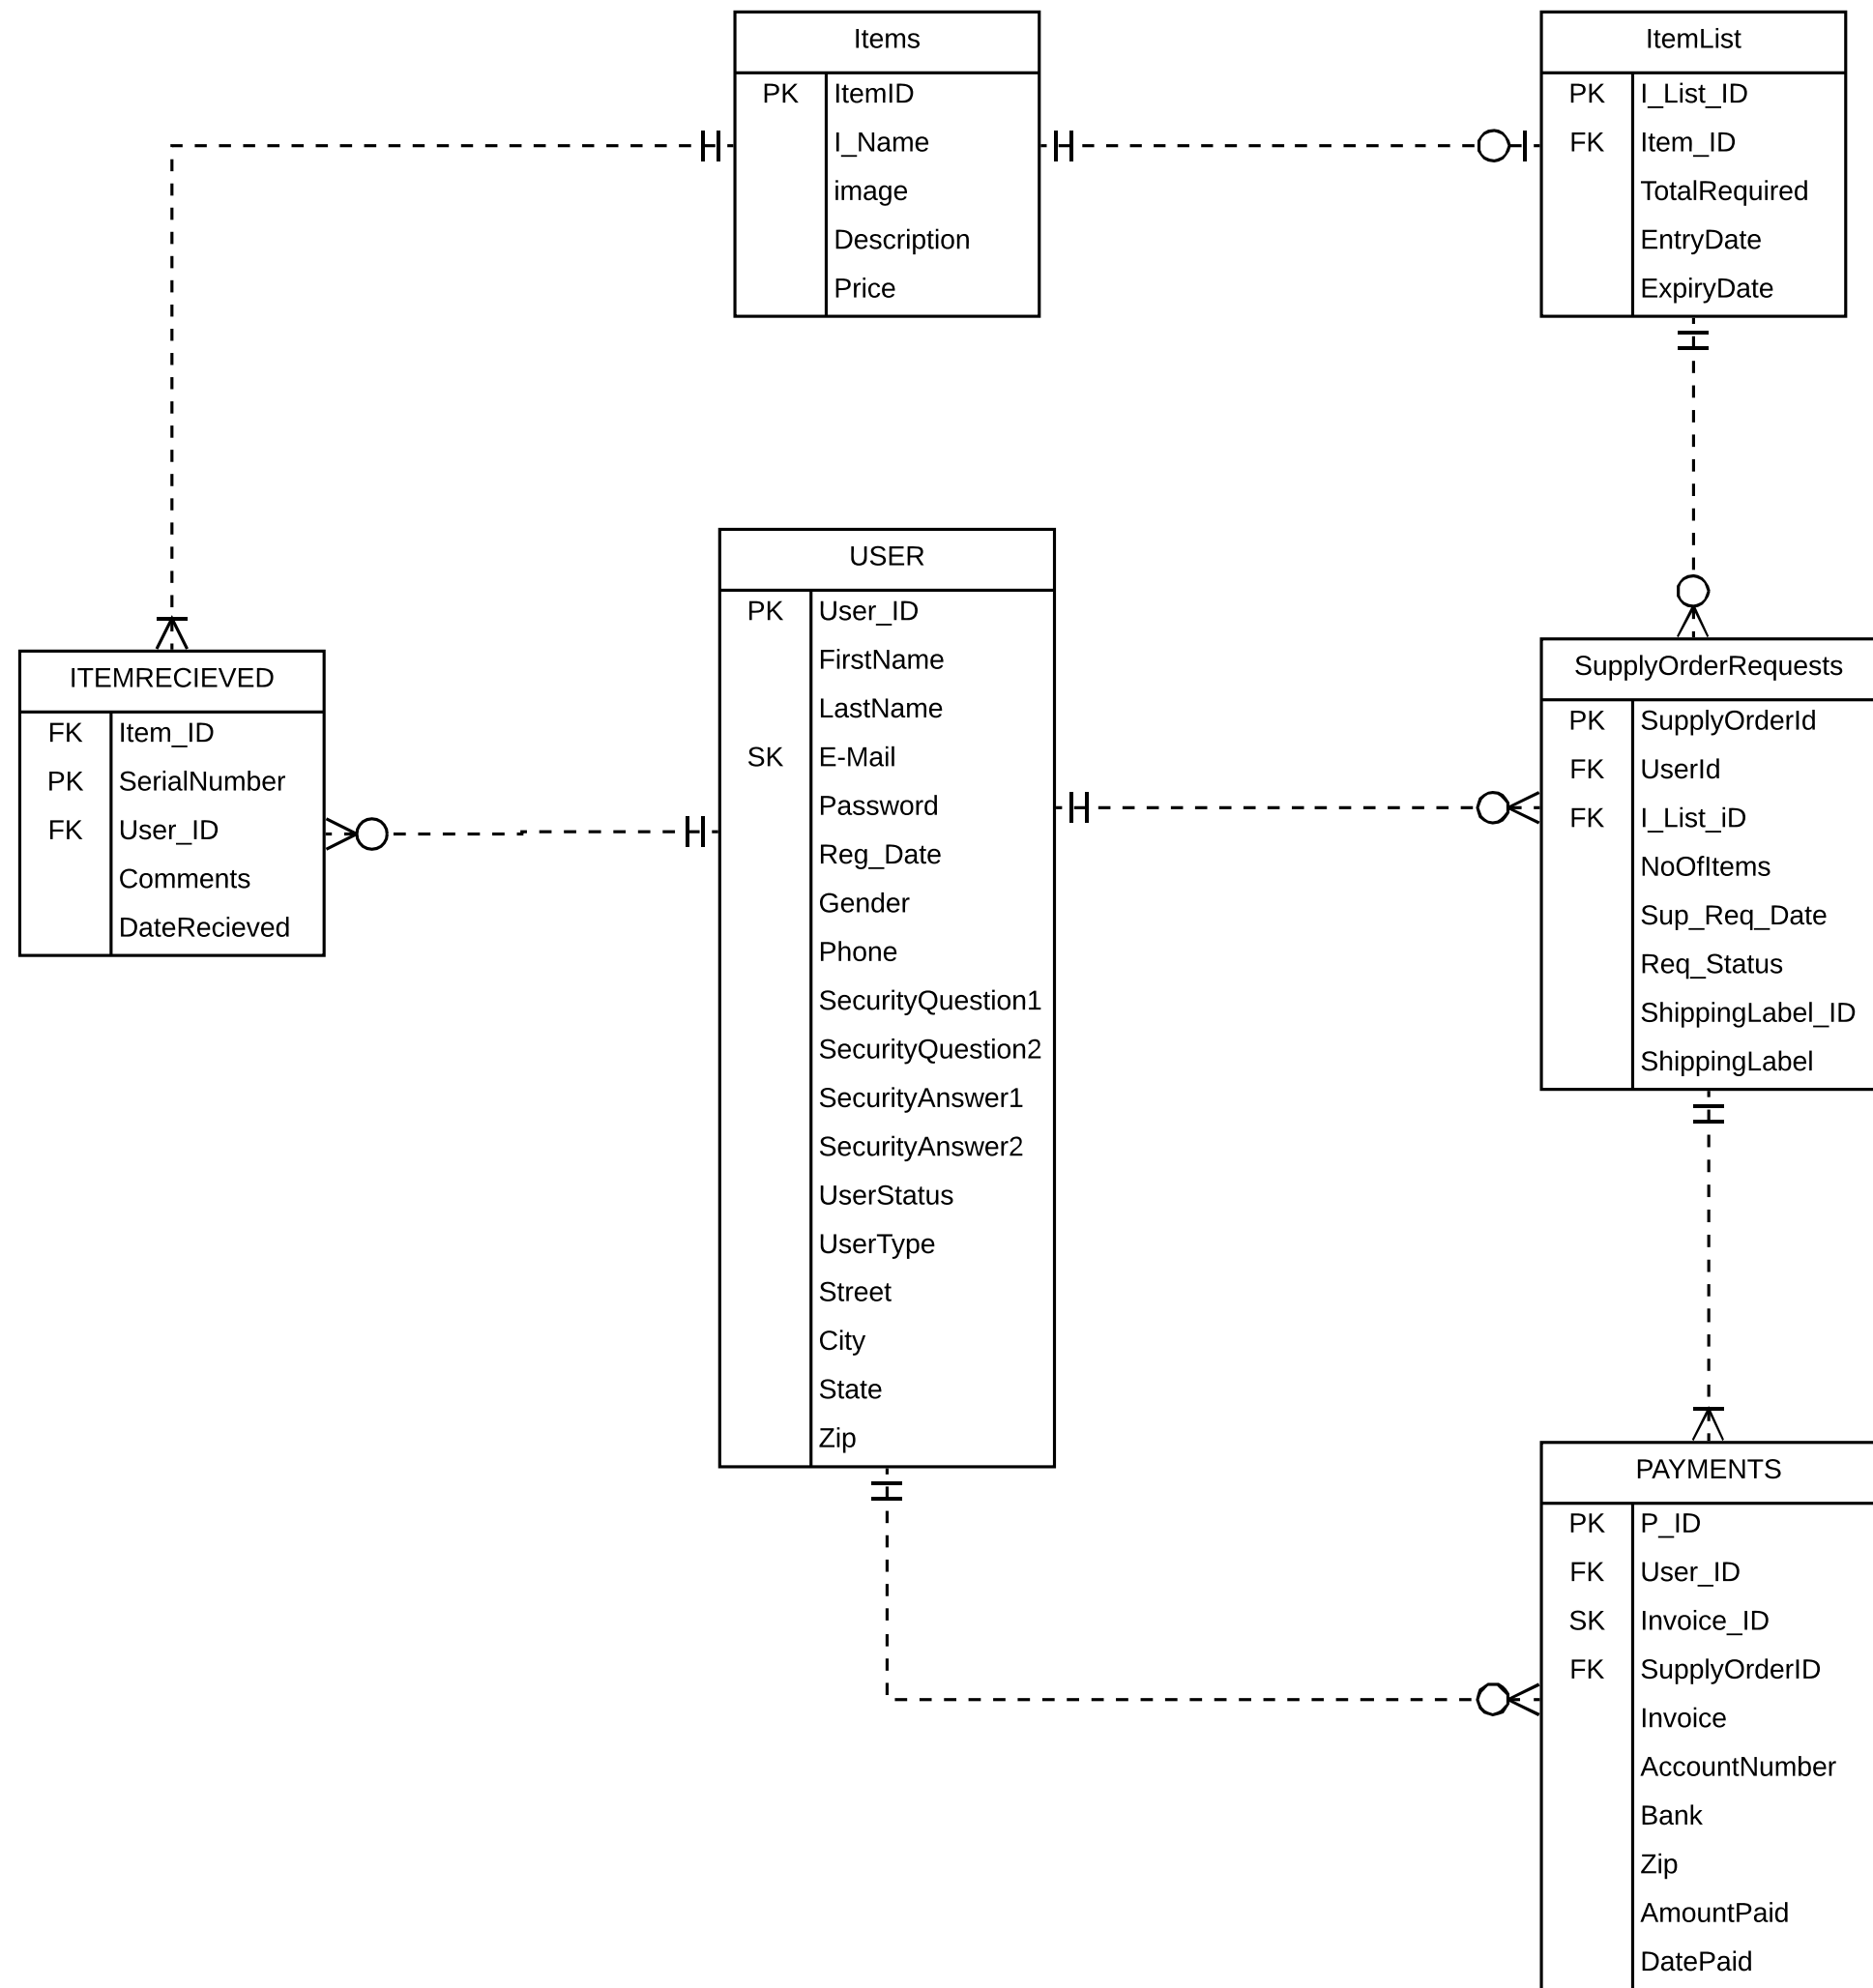 Items
PK ItemID
I_Name
image
Description
Price
ItemList
PK I_List_ID
FK Item_ID
TotalRequired
EntryDate
ExpiryDate
ITEMRECIEVED
FK Item_ID
PK SerialNumber
FK User_ID
Comments
DateRecieved
USER
PK User_ID
FirstName
LastName
SK E-Mail
Password
Reg_Date
Gender
Phone
SecurityQuestion1
SecurityQuestion2
SecurityAnswer1
SecurityAnswer2
UserStatus
UserType
Street
City
State
Zip
SupplyOrderRequests
PK SupplyOrderId
FK UserId
FK I_List_iD
NoOfItems
Sup_Req_Date
Req_Status
ShippingLabel_ID
ShippingLabel
PAYMENTS
PK P_ID
FK User_ID
SK Invoice_ID
FK SupplyOrderID
Invoice
AccountNumber
Bank
Zip
AmountPaid
DatePaid